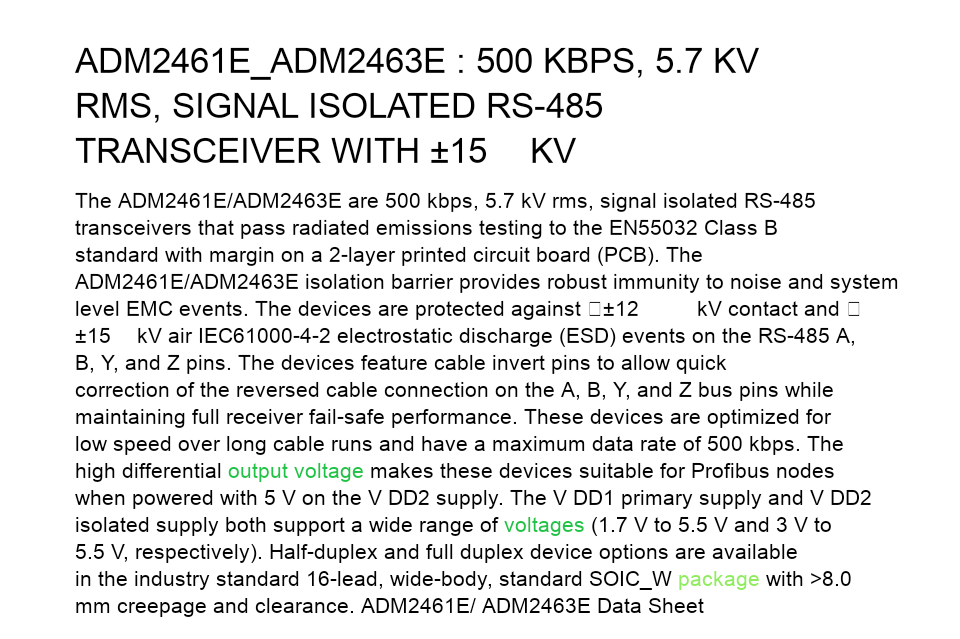 ADM2461E_ADM2463E : 500 KBPS, 5.7 KV
RMS, SIGNAL ISOLATED RS-485
TRANSCEIVER WITH ±15 KV
The ADM2461E/ADM2463E are 500 kbps, 5.7 kV rms, signal isolated RS-485
transceivers that pass radiated emissions testing to the EN55032 Class B
standard with margin on a 2-layer printed circuit board (PCB). The
ADM2461E/ADM2463E isolation barrier provides robust immunity to noise and system
level EMC events. The devices are protected against □±12 kV contact and □
±15 kV air IEC61000-4-2 electrostatic discharge (ESD) events on the RS-485 A,
B, Y, and Z pins. The devices feature cable invert pins to allow quick
correction of the reversed cable connection on the A, B, Y, and Z bus pins while
maintaining full receiver fail-safe performance. These devices are optimized for
low speed over long cable runs and have a maximum data rate of 500 kbps. The
high differential output voltage makes these devices suitable for Profibus nodes
when powered with 5 V on the V DD2 supply. The V DD1 primary supply and V DD2
isolated supply both support a wide range of voltages (1.7 V to 5.5 V and 3 V to
5.5 V, respectively). Half-duplex and full duplex device options are available
in the industry standard 16-lead, wide-body, standard SOIC_W package with >8.0
mm creepage and clearance. ADM2461E/ ADM2463E Data Sheet